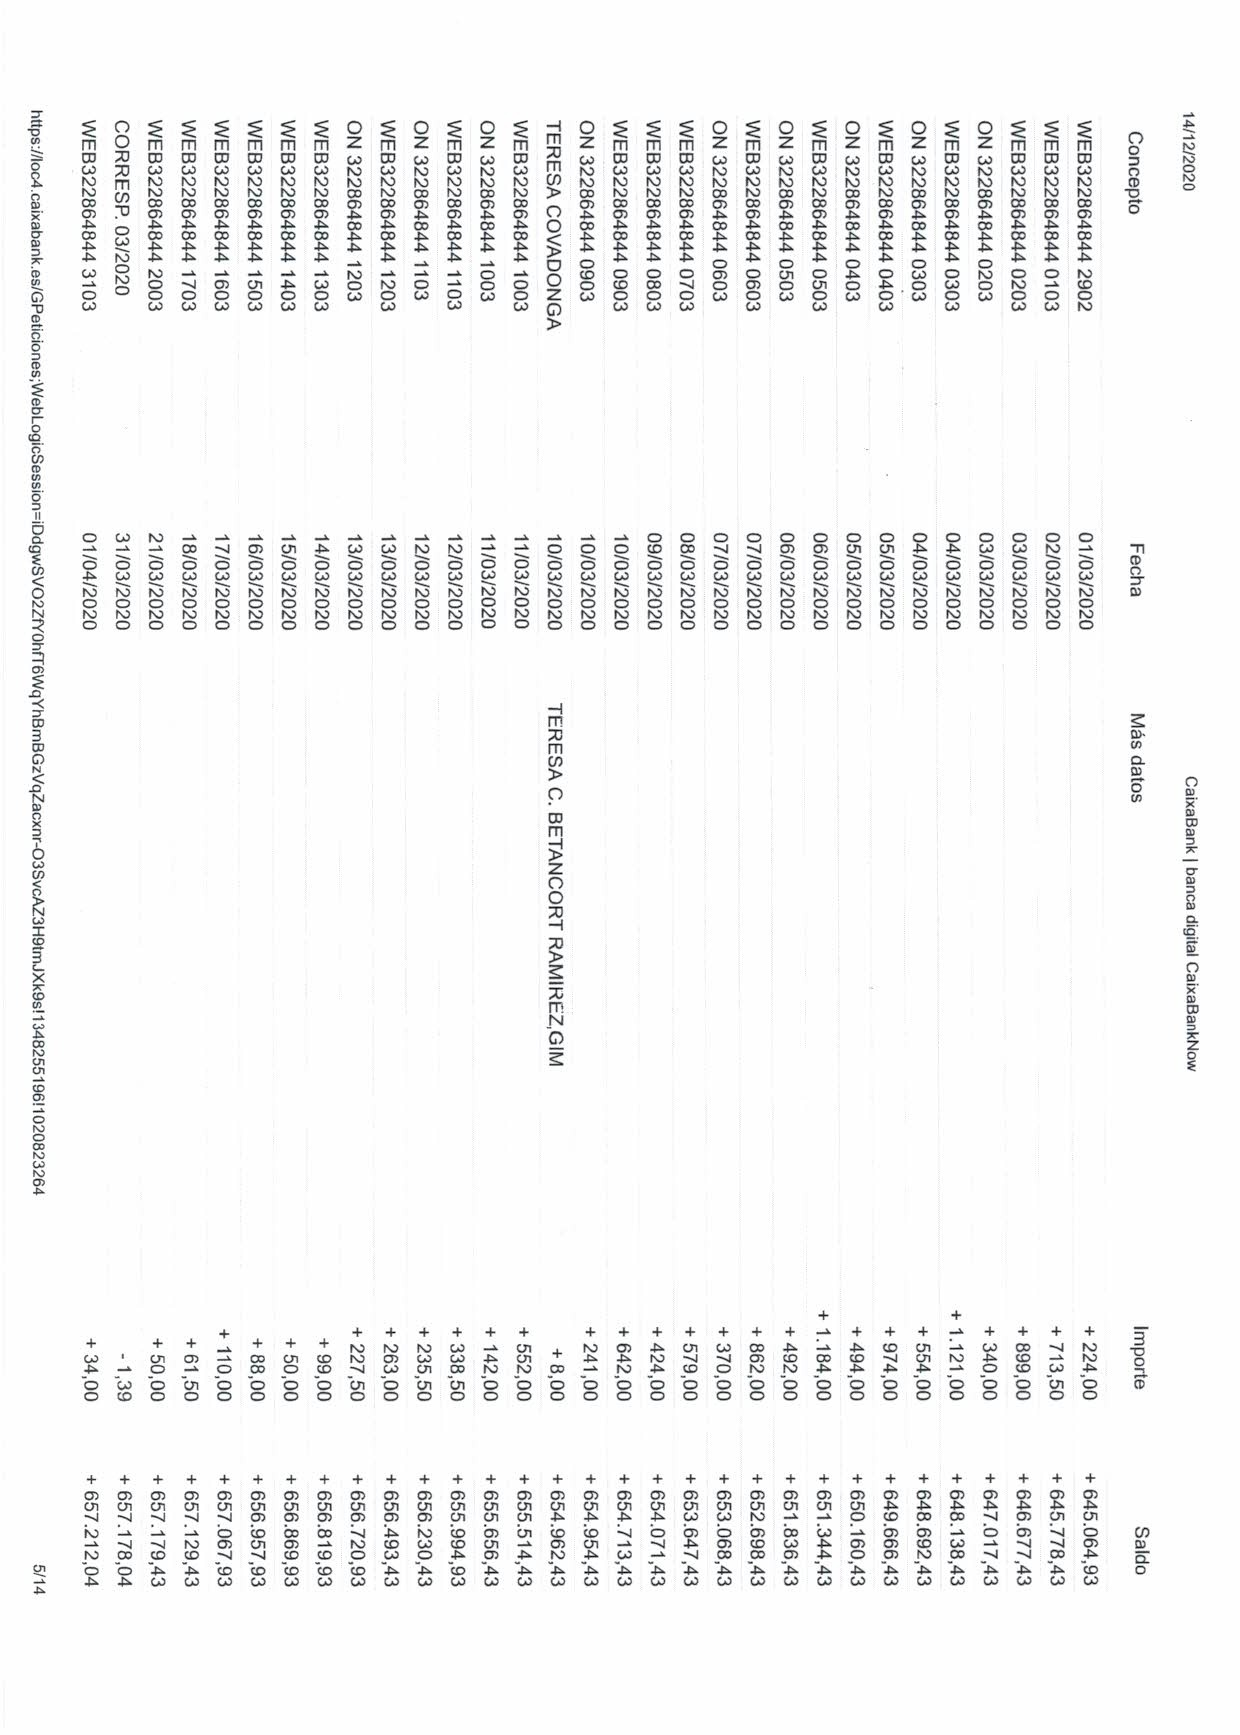 14/12/2020 CaixaBank | banca digital CaixaBankNow
Concepto Fecha Más datos Importe Saldo
WEB322864844 2902 01/03/2020 + 224,00 + 645.064,93
WEB322864844 0103 02/03/2020 + 713,50 + 645.778,43
WEB322864844 0203 03/03/2020 + 899,00 + 646.677,43
ON 322864844 0203 03/03/2020 + 340,00 + 647.017,43
WEB322864844 0303 04/03/2020 + 1.121,00 + 648.138,43
ON 322864844 0303 04/03/2020 + 554,00 + 648.692,43
WEB322864844 0403 05/03/2020 + 974,00 + 649.666,43
ON 322864844 0403 05/03/2020 + 494,00 + 650.160,43
WEB322864844 0503 06/03/2020 + 1.184,00 + 651.344,43
ON 322864844 0503 06/03/2020 + 492,00 + 651.836,43
WEB322864844 0603 07/03/2020 + 862,00 + 652.698,43
ON 322864844 0603 07/03/2020 + 370,00 + 653.068,43
WEB322864844 0703 08/03/2020 + 579,00 + 653.647,43
WEB322864844 0803 09/03/2020 + 424,00 + 654.071,43
WEB322864844 0903 10/03/2020 + 642,00 + 654.713,43
ON 322864844 0903 10/03/2020 + 241,00 + 654.954,43
TERESA COVADONGA 10/03/2020 TERESA C. BETANCORT RAMIREZ,GIM + 8,00 + 654.962,43
WEB322864844 1003 11/03/2020 + 552,00 + 655.514,43
ON 322864844 1003 11/03/2020 + 142,00 + 655.656,43
WEB322864844 1103 12/03/2020 + 338,50 + 655.994,93
ON 322864844 1103 12/03/2020 + 235,50 + 656.230,43
WEB322864844 1203 13/03/2020 + 263,00 + 656.493,43
ON 322864844 1203 13/03/2020 + 227,50 + 656.720,93
WEB322864844 1303 14/03/2020 + 99,00 + 656.819,93
WEB322864844 1403 15/03/2020 + 50,00 + 656.869,93
WEB322864844 1503 16/03/2020 + 88,00 + 656.957,93
WEB322864844 1603 17/03/2020 + 110,00 + 657.067,93
WEB322864844 1703 18/03/2020 + 61,50 + 657.129,43
WEB322864844 2003 21/03/2020 + 50,00 + 657.179,43
CORRESP. 03/2020 31/03/2020 - 1,39 + 657.178,04
WEB322864844 3103 01/04/2020 + 34,00 + 657.212,04
https://loc4.caixabank.es/GPeticiones;WebLogicSession=iDdgwSVO2ZfY0hfT6WqYhBmBGzVqZacxnr-O3SvcAZ3H9tmJXk9s!1348255196!1020823264 5/14